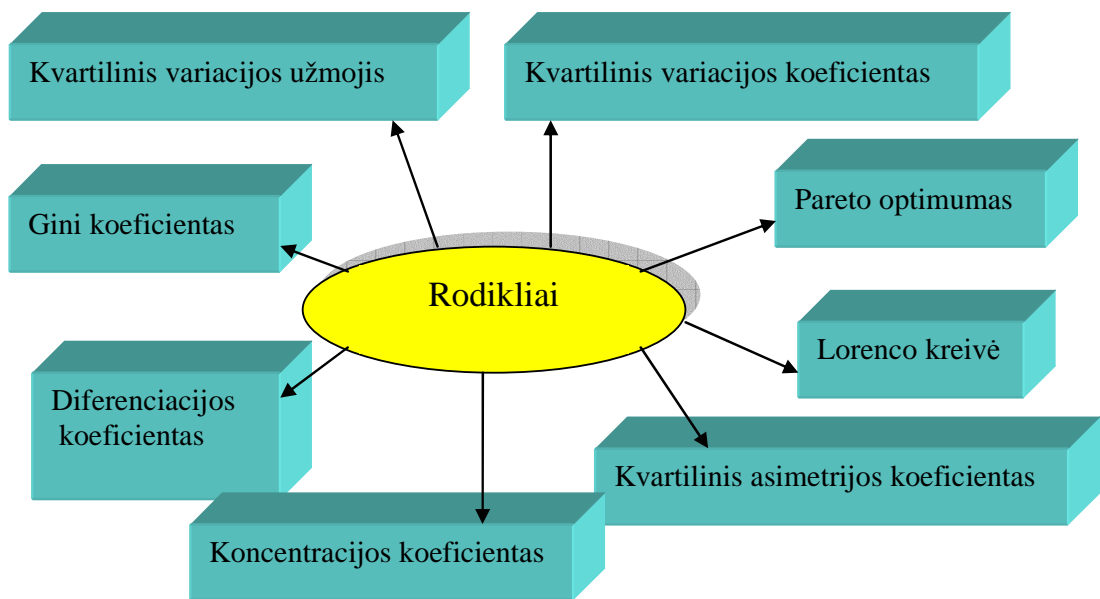 Kvartilinis variacijos užmojis
Kvartilinis variacijos koeficientas
Gini koeficientas
Pareto optimumas
Rodikliai
Lorenco kreivė
Diferenciacijos
koeficientas
Kvartilinis asimetrijos koeficientas
Koncentracijos koeficientas